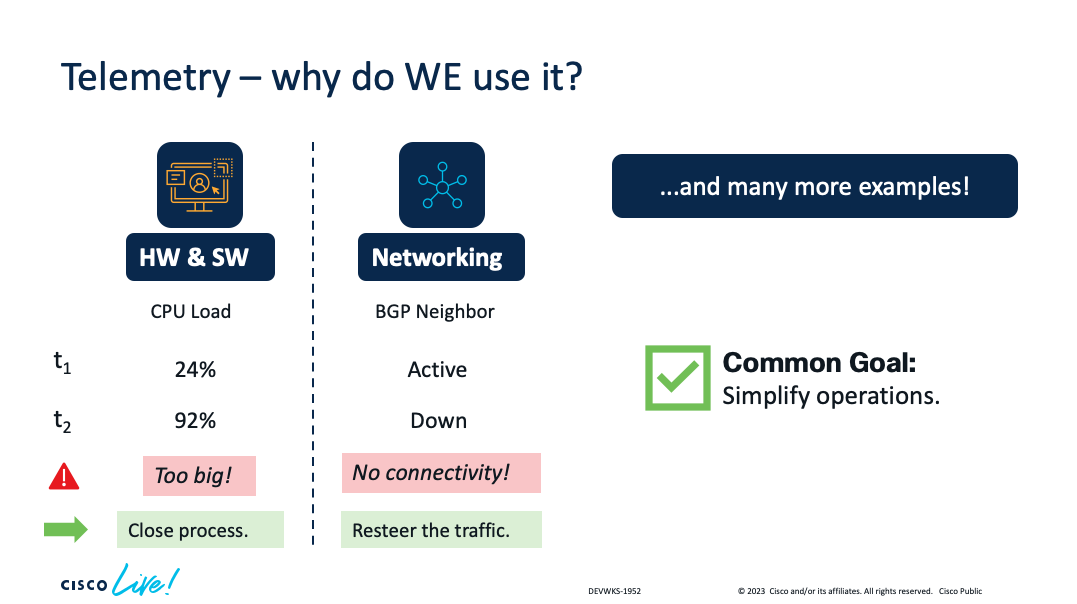 Telemetry – why do WE use it?
HW & SW
Networking
...and many more examples!
CPU Load
BGP Neighbor
t1
24%
Active
t2
92%
Down
Too big!
No connectivity!
Close process.
Resteer the traffic.
Common Goal:
Simplify operations.
CISCO Live!
DEVWKS-1952
© 2023 Cisco and/or its affiliates. All rights reserved. Cisco Public